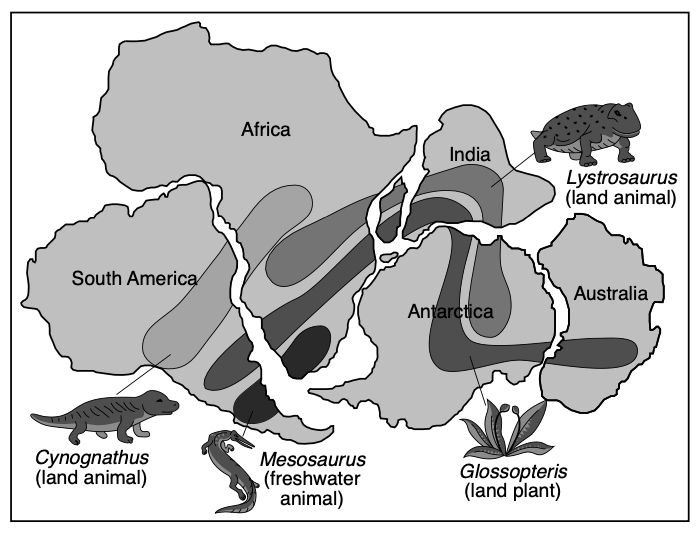 Africa
India
Lystrosaurus
(land animal)
South America
Australia
Antarctica
Cynognathus
(land animal)
Mesosaurus
(freshwater
animal)
Glossopteris
(land plant)